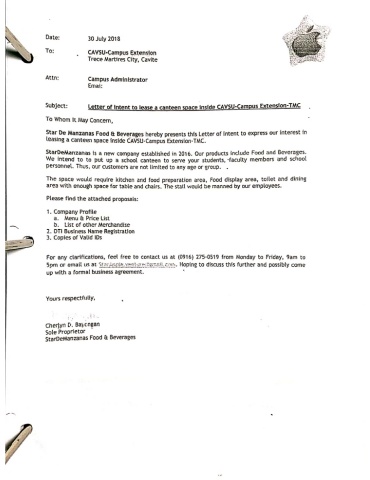 Date: 30 July 2018
To: CAVSU-Campus Extension
Trece Martires City, Cavite
Attn: Campus Administrator
Email:
Subject: Letter of Intent to lease a canteen space inside CAVSU-Campus Extension-TMC
To Whom It May Concern,
Star De Manzanas Food & Beverages hereby presents this Letter of Intent to express our interest in
leasing a canteen space inside CAVSU-Campus Extension-TMC.
StarDeManzanas is a new company established in 2016. Our products include Food and Beverages.
We intend to to put up a school canteen to serve your students, faculty members and school
personnel. Thus, our customers are not limited to any age or group.
The space would require kitchen and food preparation area, Food display area, toilet and dining
area with enough space for table and chairs. The stall would be manned by our employees.
Please find the attached proposals:
1. Company Profile
a. Menu & Price List
b. List of other Merchandise
2. DTI Business Name Registration
3. Copies of Valid IDs
For any clarifications, feel free to contact us at (0916) 275-0519 from Monday to Friday, 9am to
5pm or email us at Hoping to discuss this further and possibly come
up with a formal business agreement.
Yours respectfully,
Cherlyn D.
Sole Proprietor
StarDeManzanas Food & Beverages